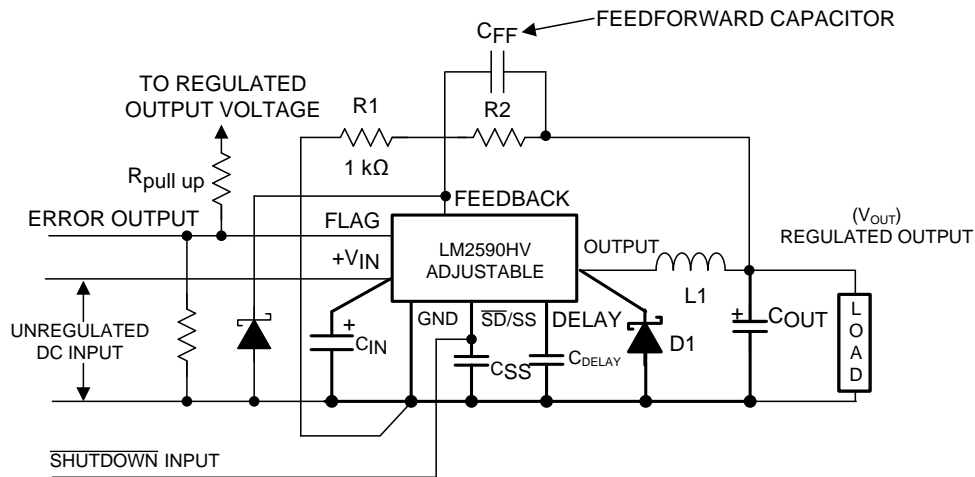 FEEDFORWARD CAPACITOR
CFF
TO REGULATED
OUTPUT VOLTAGE
R1
R2
1 kΩ
Rpull up
FEEDBACK
ERROR OUTPUT
FLAG
(VOUT)
REGULATED OUTPUT
+VIN
LM2590HV
ADJUSTABLE
OUTPUT
L1
UNREGULATED
DC INPUT
+
CIN
GND
SD/SS
DELAY
CSS
CDELAY
D1
+
COUT
LOAD
SHUTDOWN INPUT